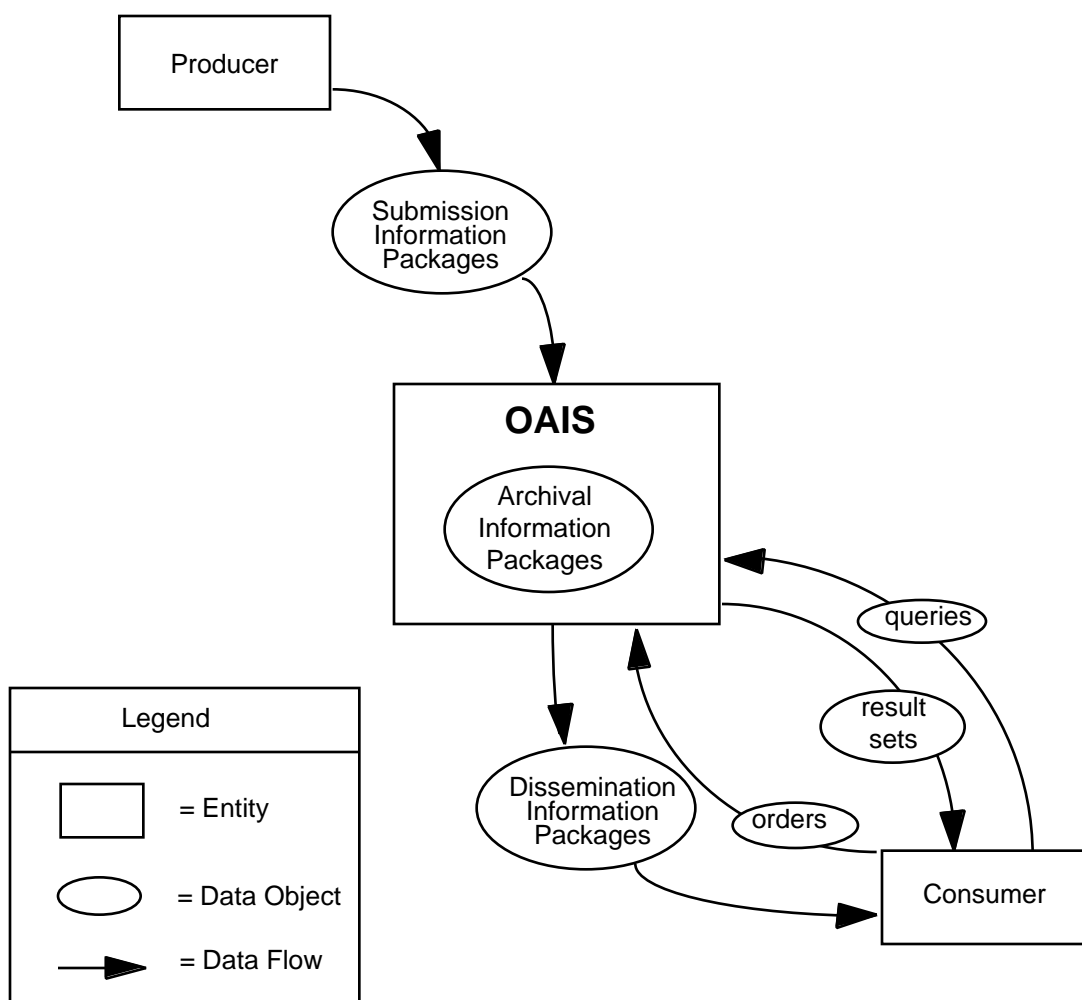 Producer
Submission
Information
Packages
OAIS
Archival
Information
Packages
queries
result
sets
Dissemination
Information
Packages
orders
Consumer
Legend
= Entity
= Data Object
= Data Flow